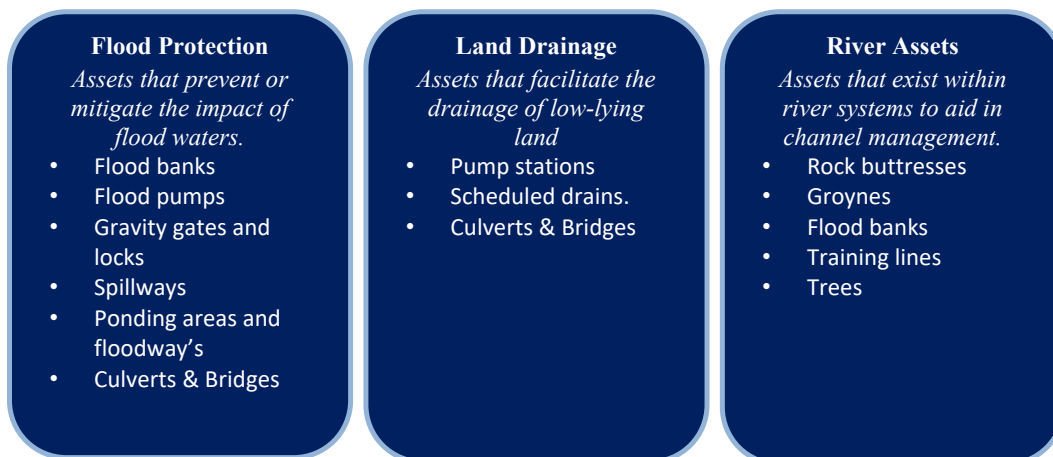 Flood Protection
Assets that prevent or
mitigate the impact of
flood waters.
• Flood banks
• Flood pumps
• Gravity gates and
locks
• Spillways
• Ponding areas and
floodway’s
• Culverts & Bridges
Land Drainage
Assets that facilitate the
drainage of low-lying
land
• Pump stations
• Scheduled drains.
• Culverts & Bridges
River Assets
Assets that exist within
river systems to aid in
channel management.
• Rock buttresses
• Groynes
• Flood banks
• Training lines
• Trees